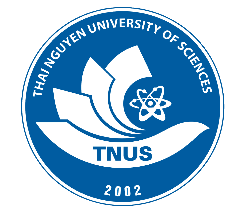 THAI NGUYEN UNIVERSITY OF SCIENCES
TNUS
2002